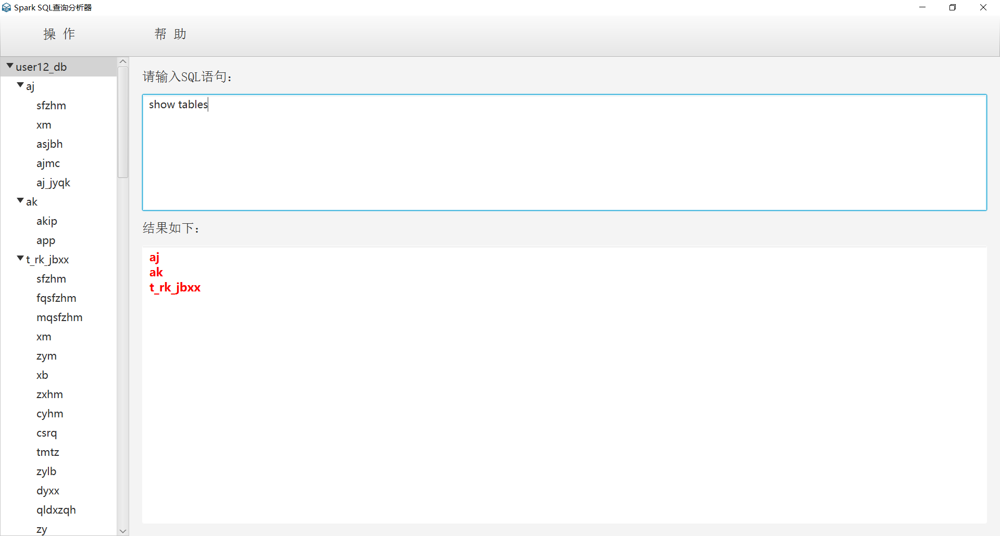 Spark SQL查询分析器
操 作 帮 助
user12_db
aj
sfzhm
xm
asjbh
ajmc
aj_jyqk
ak
akip
app
t_rk_jbxx
sfzhm
fqsfzhm
mqsfzhm
xm
zym
xb
zxhm
cyhm
csrq
tmtz
zylb
dyxx
qldxzqh
zy
请输入SQL语句：
show tables
结果如下：
aj
ak
t_rk_jbxx